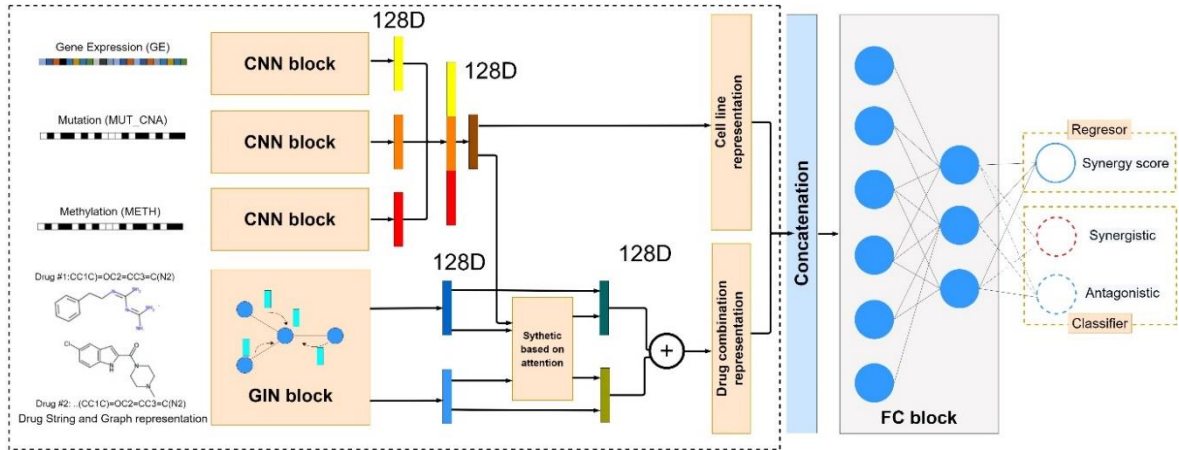 Gene Expression (GE)
Mutation (MUT_CNA)
Methylation (METH)
Drug #1:CC1C)=OC2=CC3=C(N2)
Drug #2: ..(CC1C)=OC2=CC3=C(N2)
Drug String and Graph representation
CNN block
CNN block
CNN block
GIN block
128D
128D
128D
128D
Sythetic
based on
attention
Cell line
representation
Drug combination
representation
Concatenation
FC block
Regresor
Synergy score
Synergistic
Antagonistic
Classifier